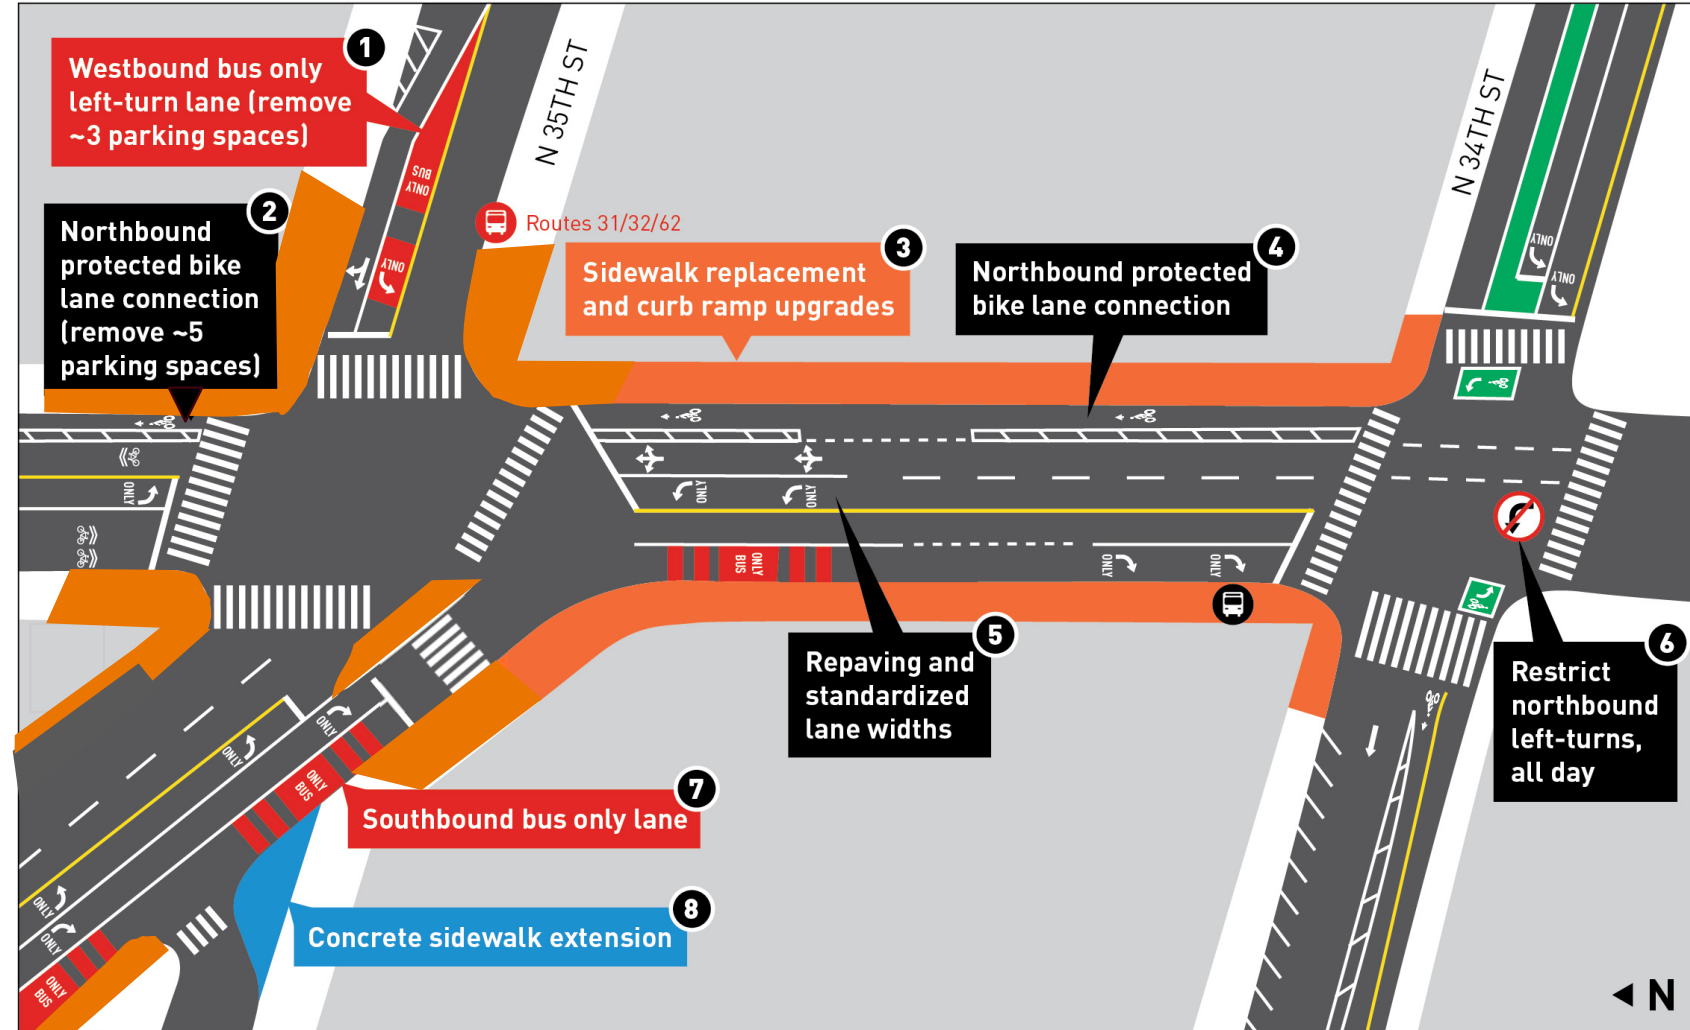 1
Westbound bus only
left-turn lane (remove
~3 parking spaces)
N 35TH ST
N 34TH ST
BUS
ONLY
ONLY
Routes 31/32/62
2
Northbound
protected bike
lane connection
(remove ~5
parking spaces)
3
Sidewalk replacement
and curb ramp upgrades
4
Northbound protected
bike lane connection
ONLY
ONLY
ONLY
ONLY
ONLY
ONLY
BUS
ONLY
ONLY
5
Repaving and
standardized
lane widths
6
Restrict
northbound
left-turns,
all day
ONLY
ONLY
ONLY
BUS
7
Southbound bus only lane
8
Concrete sidewalk extension
ONLY
ONLY
ONLY
BUS
N